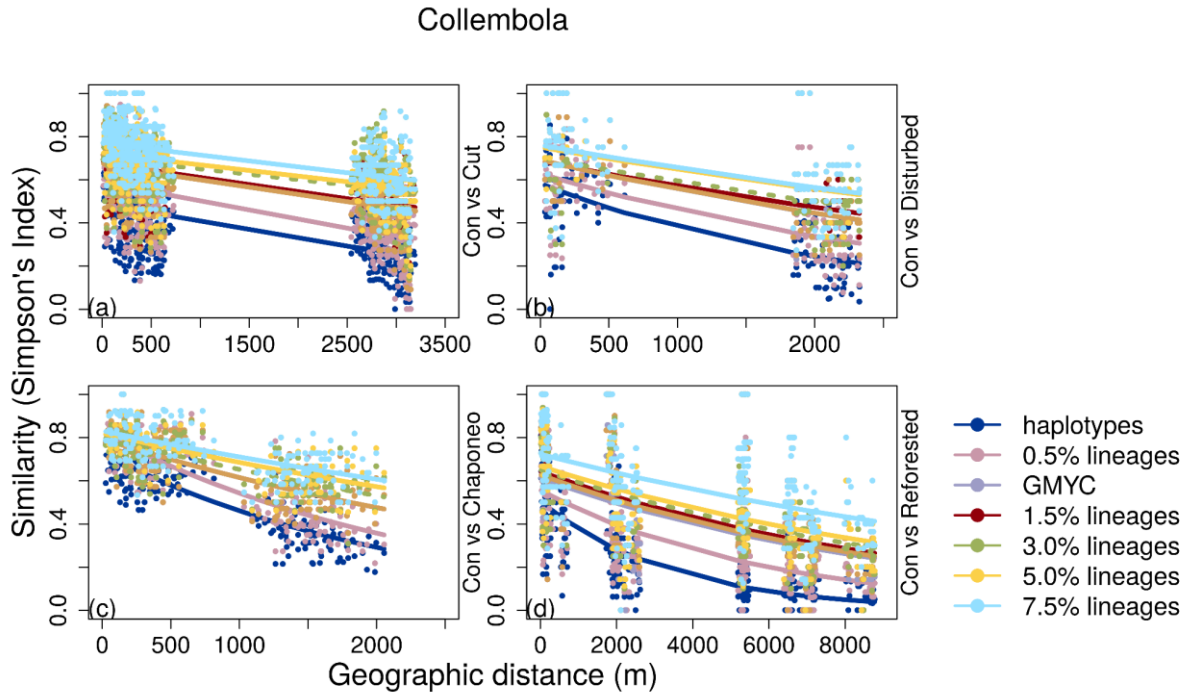 Collembola
Similarity (Simpson's Index)
0.0 0.4 0.8
(a)
0 500 1500 2500 3500
Con vs Cut
0.0 0.4 0.8
(b)
0 500 1000 2000
Con vs Disturbed
0.0 0.4 0.8
(c)
0 500 1000 2000
Con vs Chaponeo
0.0 0.4 0.8
(d)
0 2000 4000 6000 8000
Con vs Reforested
Geographic distance (m)
haplotypes
0.5% lineages
GMYC
1.5% lineages
3.0% lineages
5.0% lineages
7.5% lineages